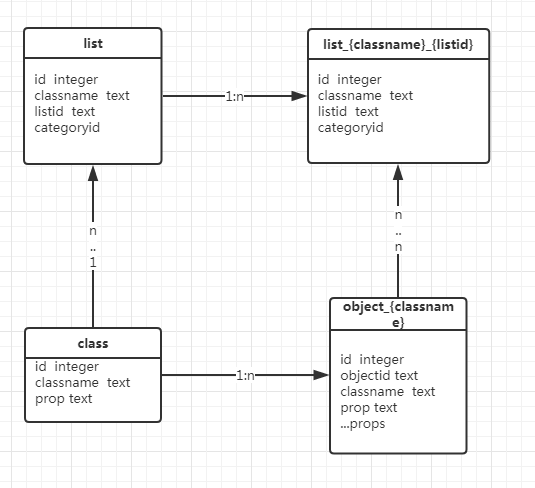 list
id integer
classname text
listid text
categoryid
1:n
list_{classname}_{listid}
id integer
classname text
listid text
categoryid
n
..
1
n
..
n
class
id integer
classname text
prop text
1:n
object_{classnam
e}
id integer
objectid text
classname text
prop text
...props